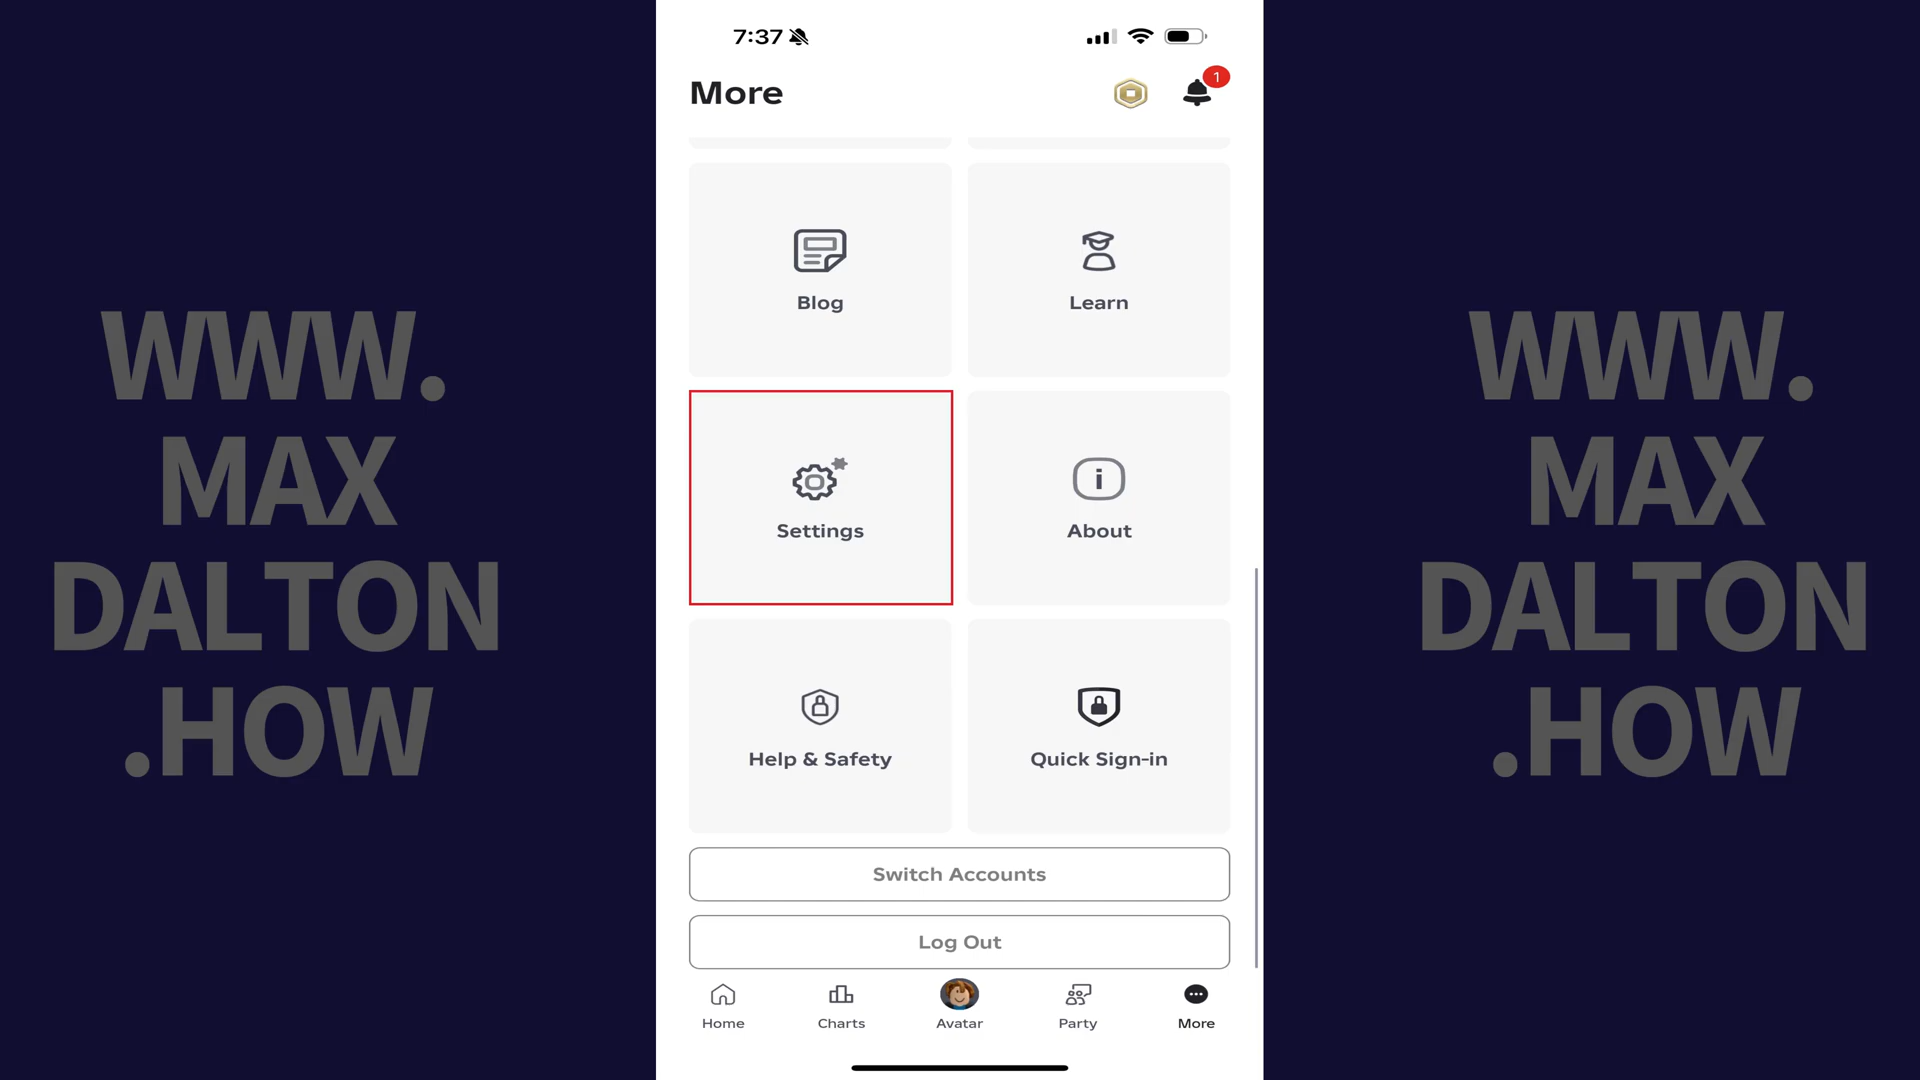 7:37
More
1
Blog
Learn
Settings
About
Help & Safety
Quick Sign-in
Switch Accounts
Log Out
Home
Charts
Avatar
Party
More
WWW.
MAX
DALTON
.HOW
WWW.
MAX
DALTON
.HOW